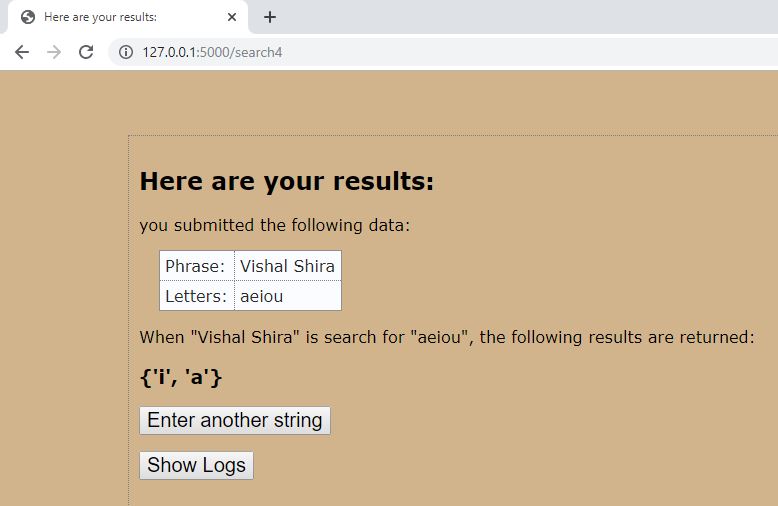 Here are your results:
127.0.0.1:5000/search4
Here are your results:
you submitted the following data:
Phrase: Vishal Shira
Letters: aeiou
When "Vishal Shira" is search for "aeiou", the following results are returned:
{'i', 'a'}
Enter another string
Show Logs